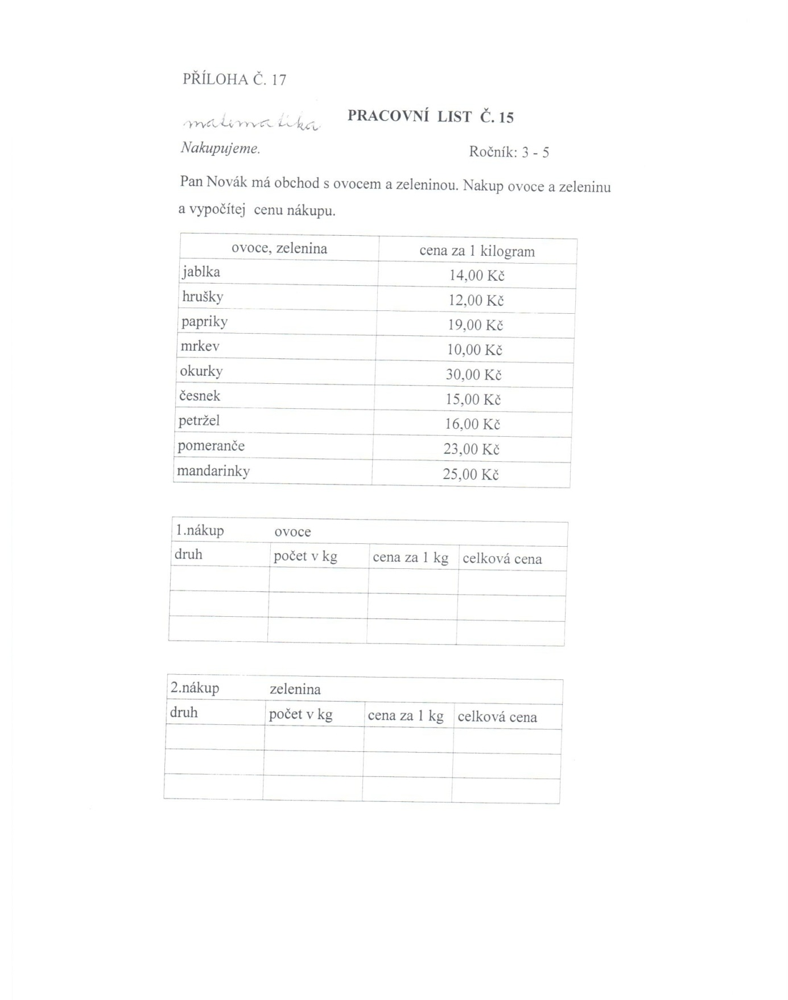 PŘÍLOHA Č. 17
matematika
PRACOVNÍ LIST Č. 15
Nakupujeme.
Ročník: 3 - 5
Pan Novák má obchod s ovocem a zeleninou. Nakup ovoce a zeleninu
a vypočítej cenu nákupu.
ovoce, zelenina cena za 1 kilogram
jablka 14,00 Kč
hrušky 12,00 Kč
papriky 19,00 Kč
mrkev 10,00 Kč
okurky 30,00 Kč
česnek 15,00 Kč
petržel 16,00 Kč
pomeranče 23,00 Kč
mandarinky 25,00 Kč
1.nákup ovoce
druh počet v kg cena za 1 kg celková cena
2.nákup zelenina
druh počet v kg cena za 1 kg celková cena